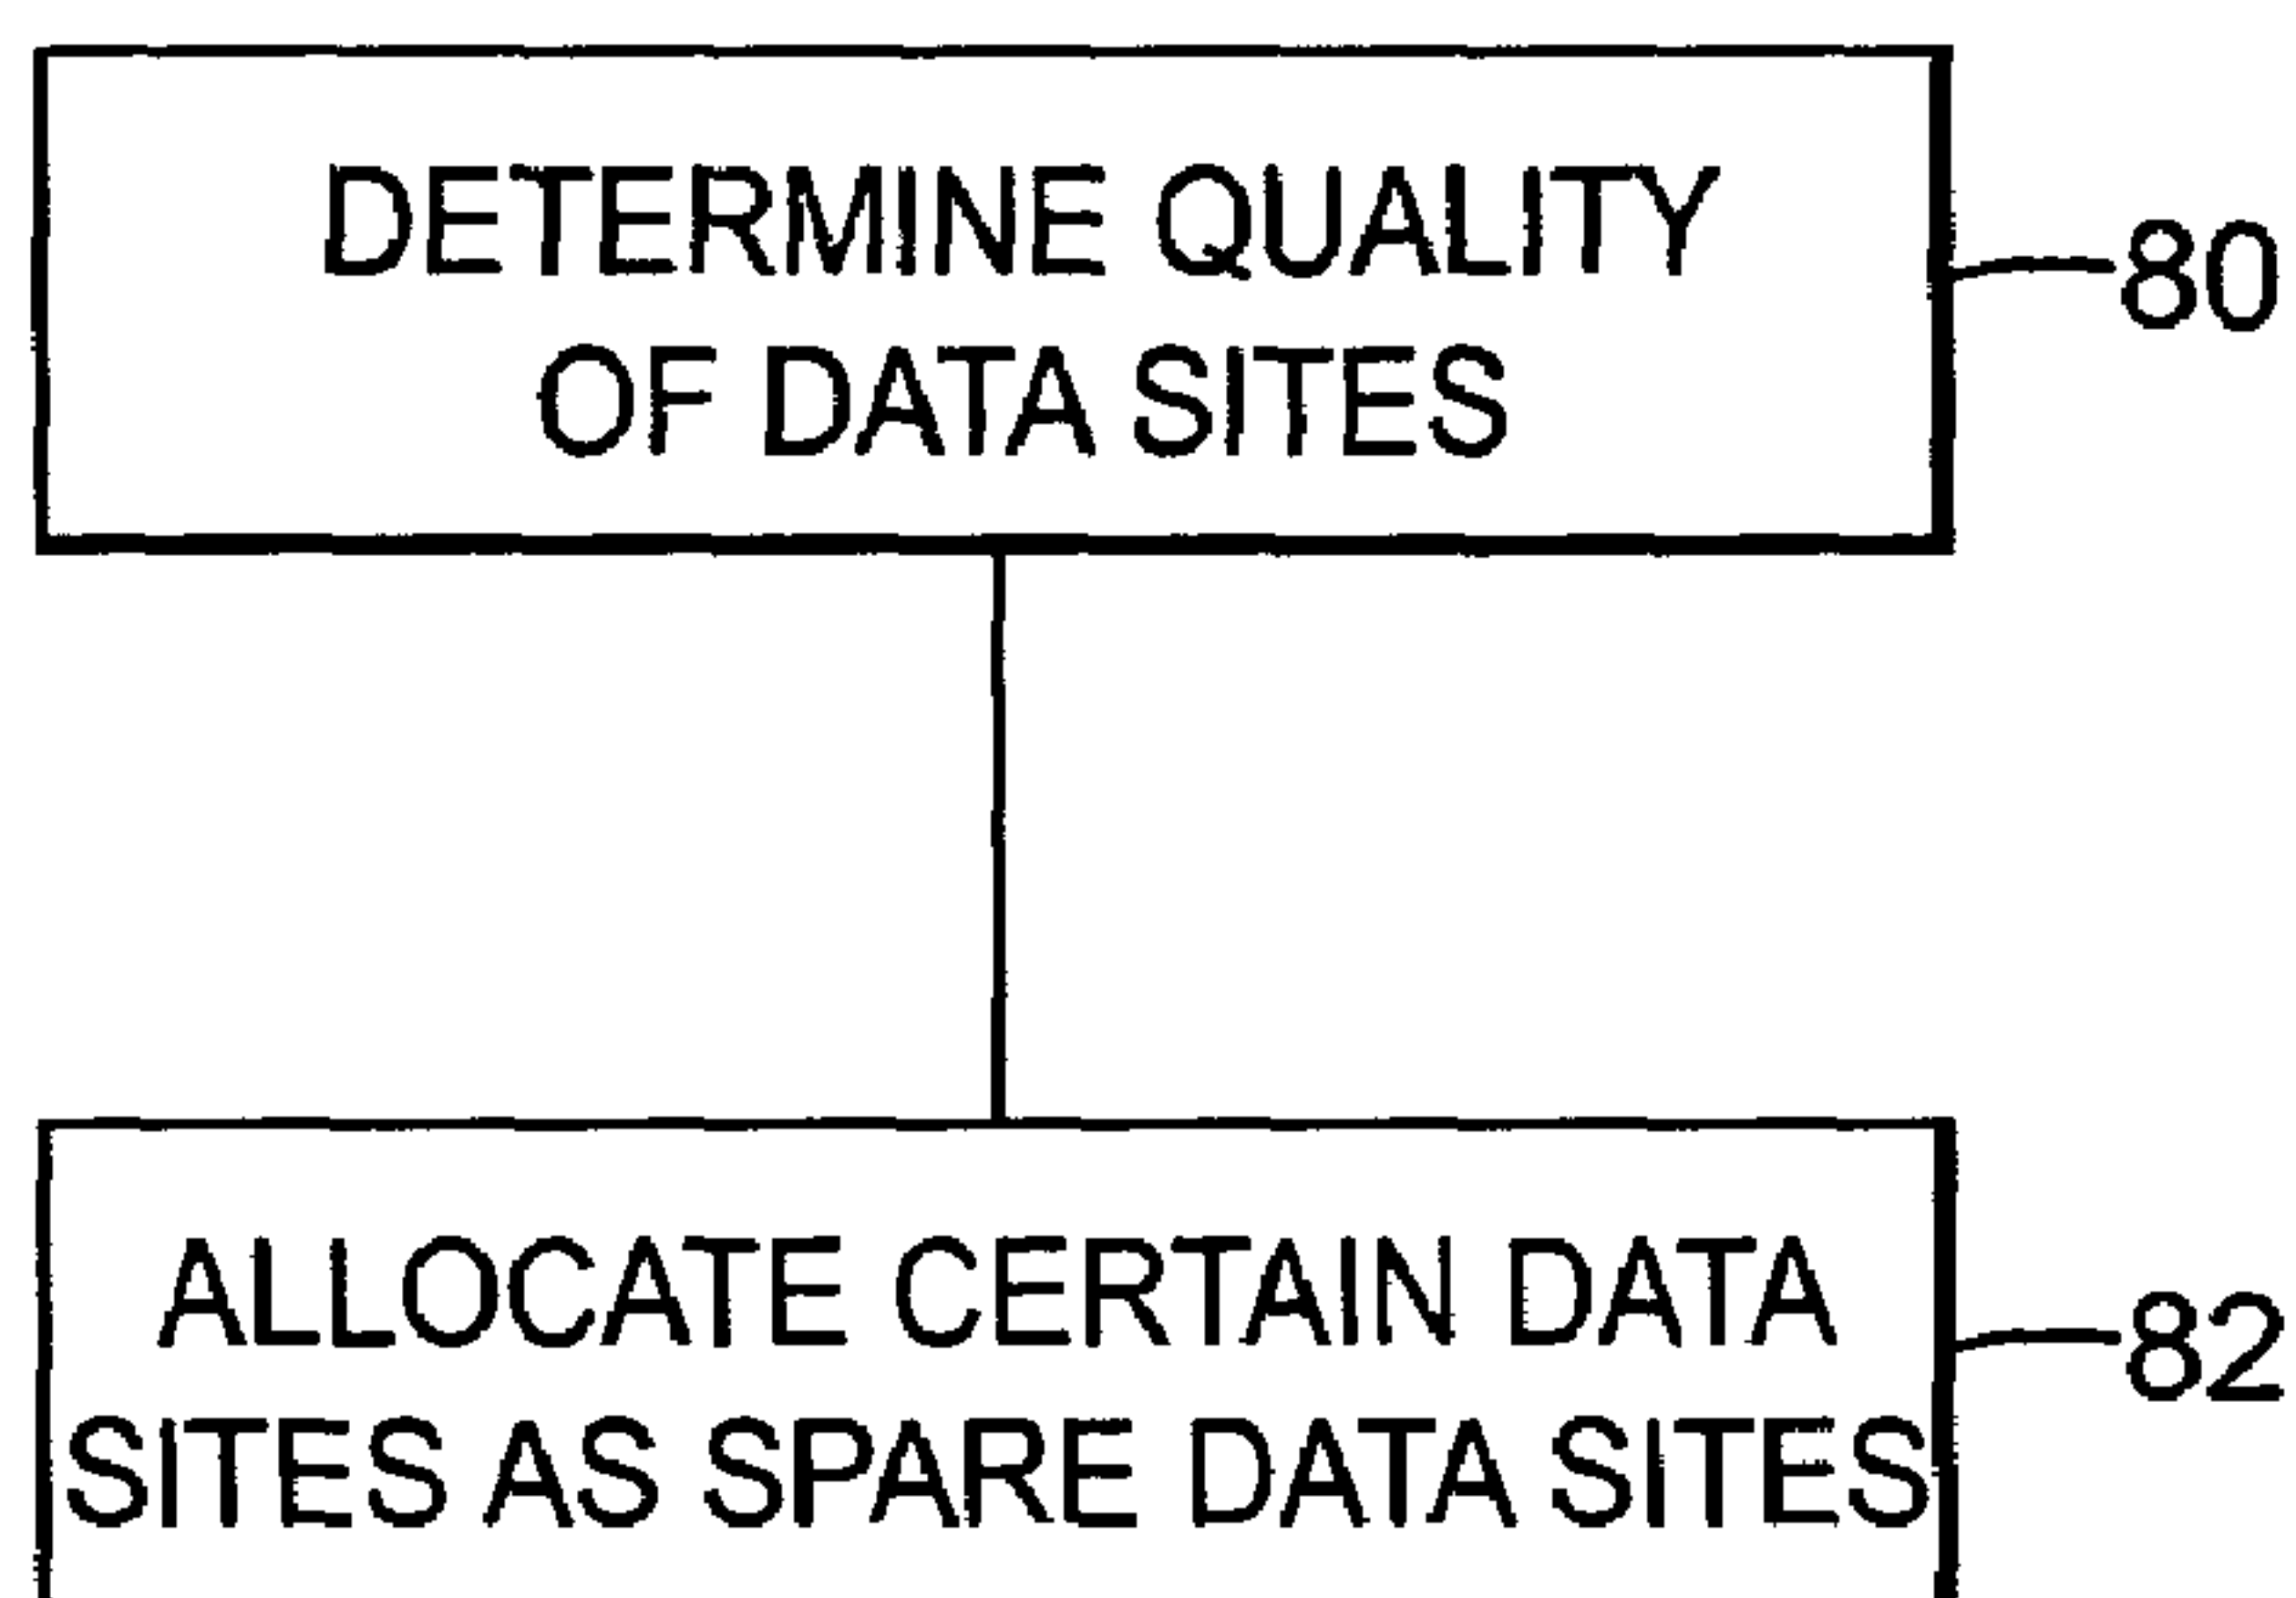 DETERMINE QUALITY
OF DATA SITES
80
ALLOCATE CERTAIN DATA
SITES AS SPARE DATA SITES
82